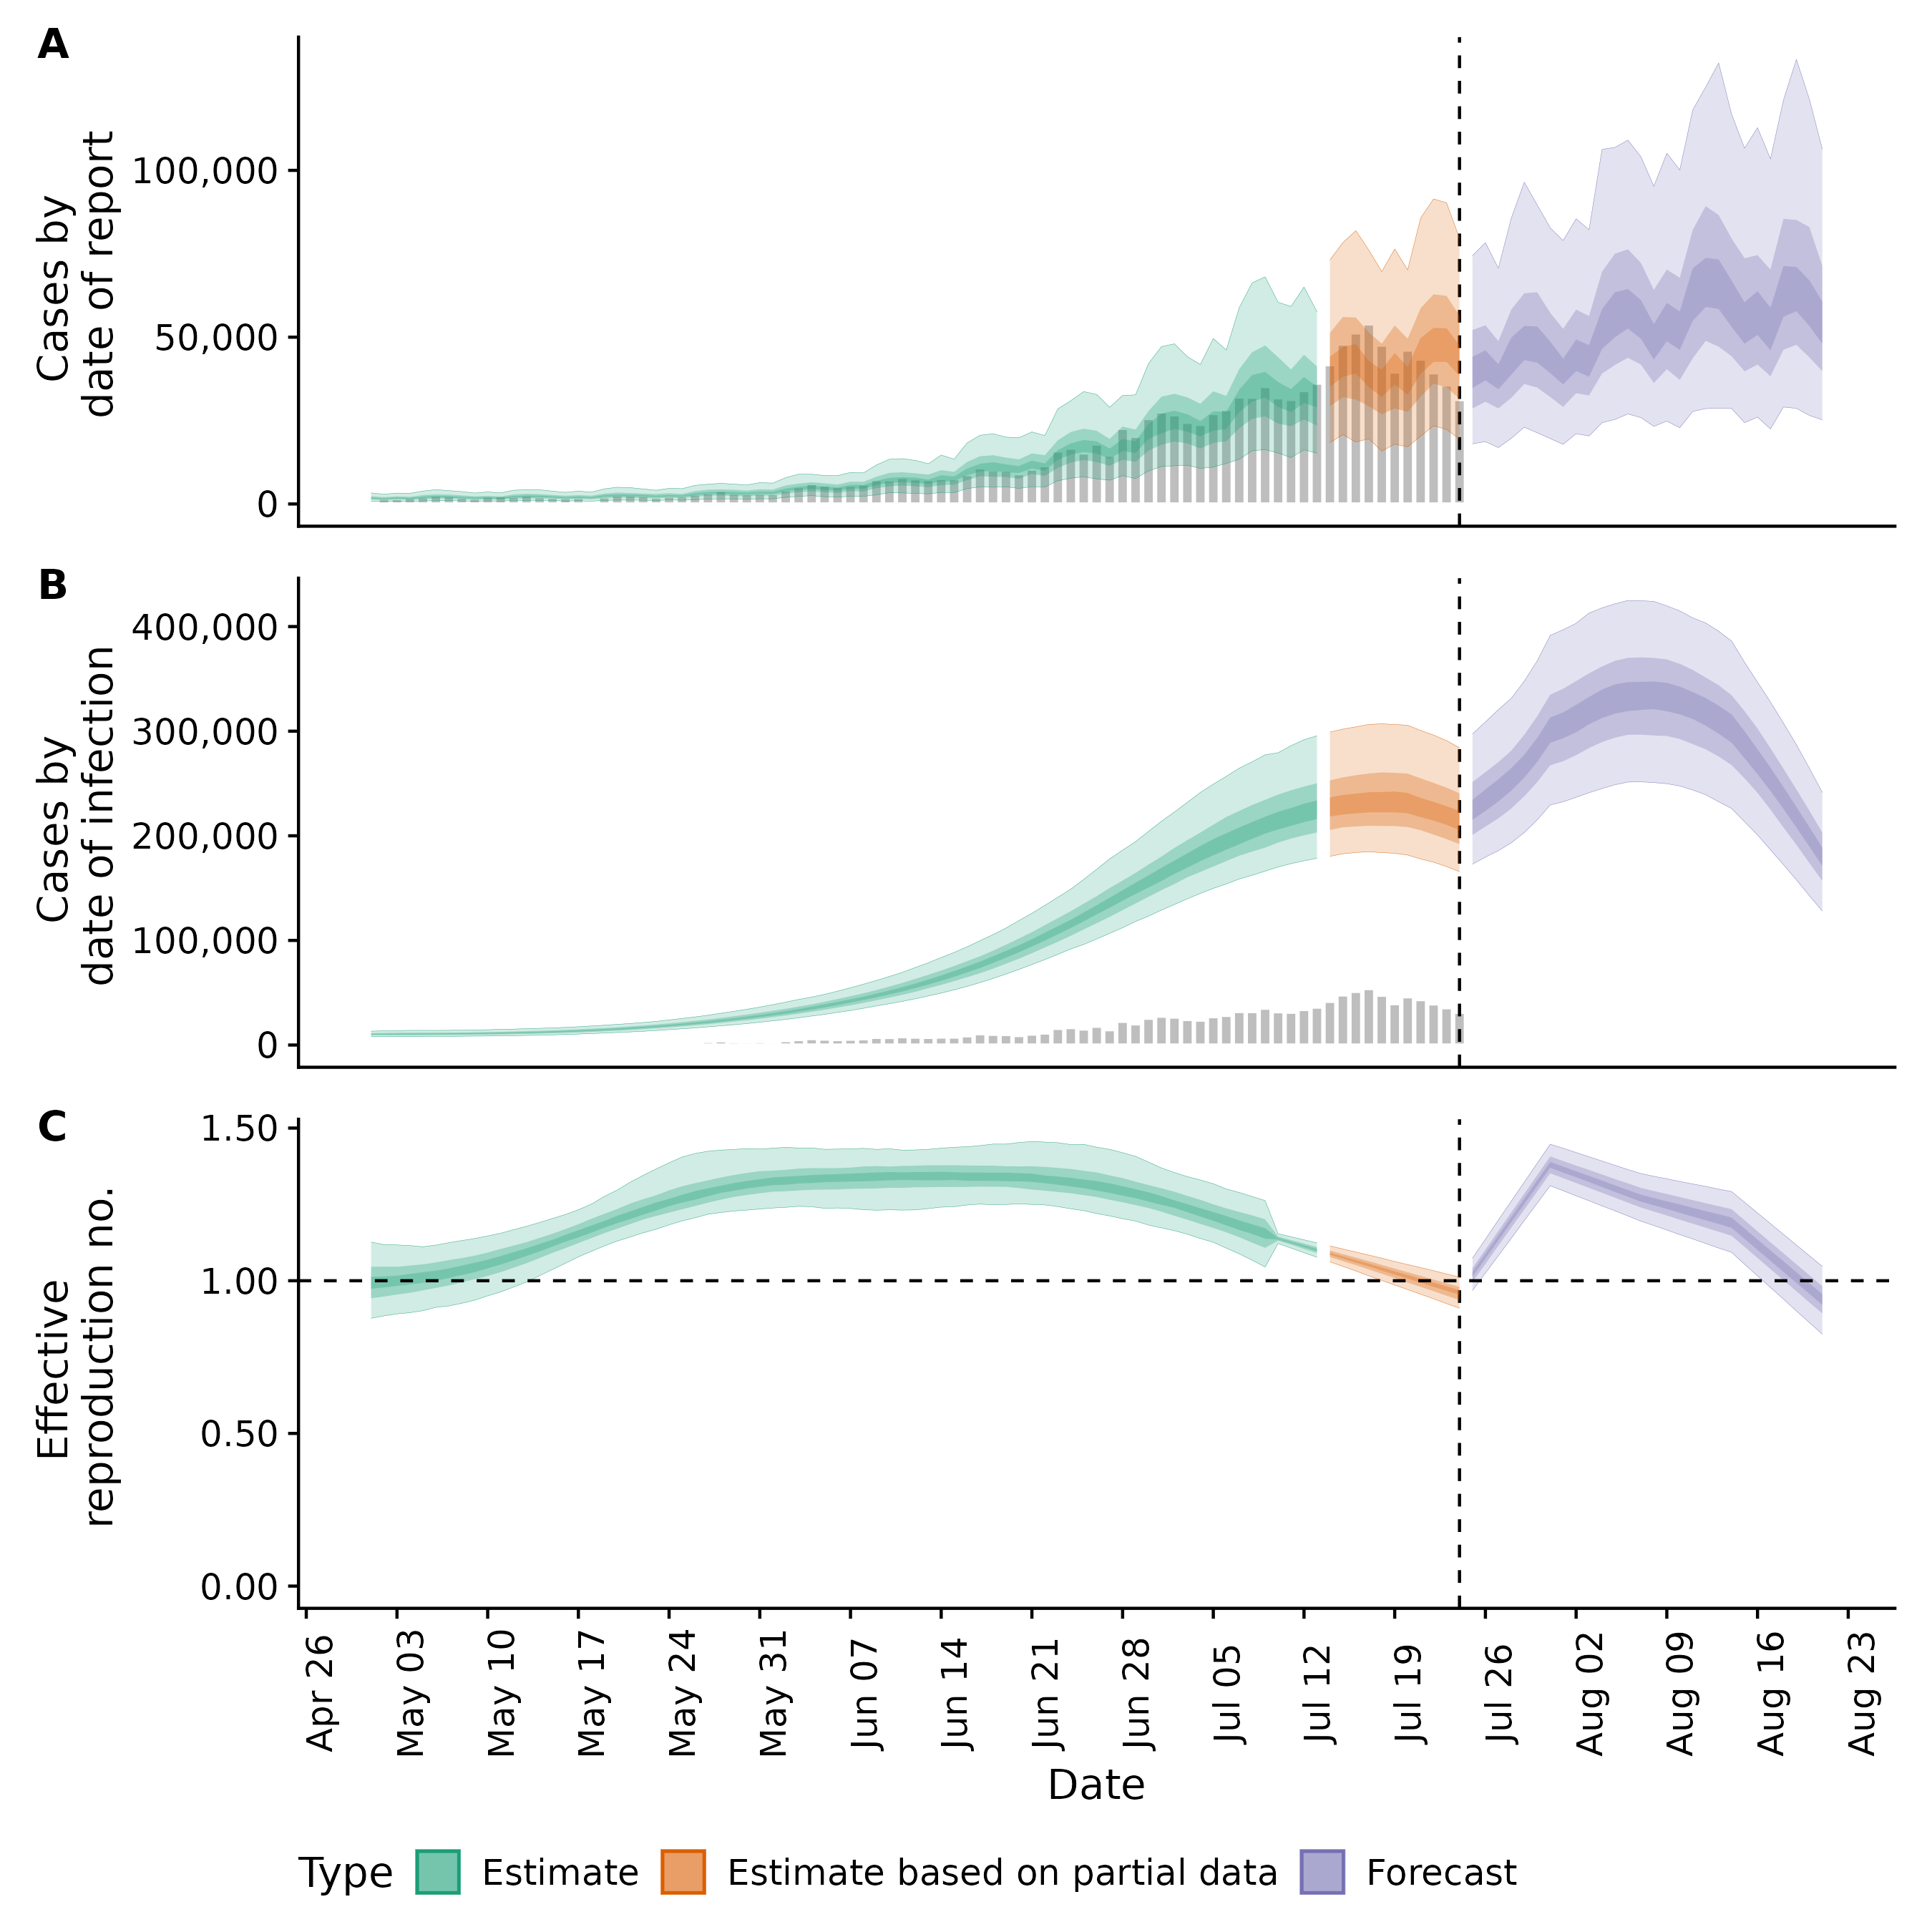 A
Cases by
date of report
100,000
50,000
0
B
Cases by
date of infection
400,000
300,000
200,000
100,000
0
C
Effective
reproduction no.
1.50
1.00
0.50
0.00
Apr 26
May 03
May 10
May 17
May 24
May 31
Jun 07
Jun 14
Jun 21
Jun 28
Jul 05
Jul 12
Jul 19
Jul 26
Aug 02
Aug 09
Aug 16
Aug 23
Date
Type Estimate Estimate based on partial data Forecast